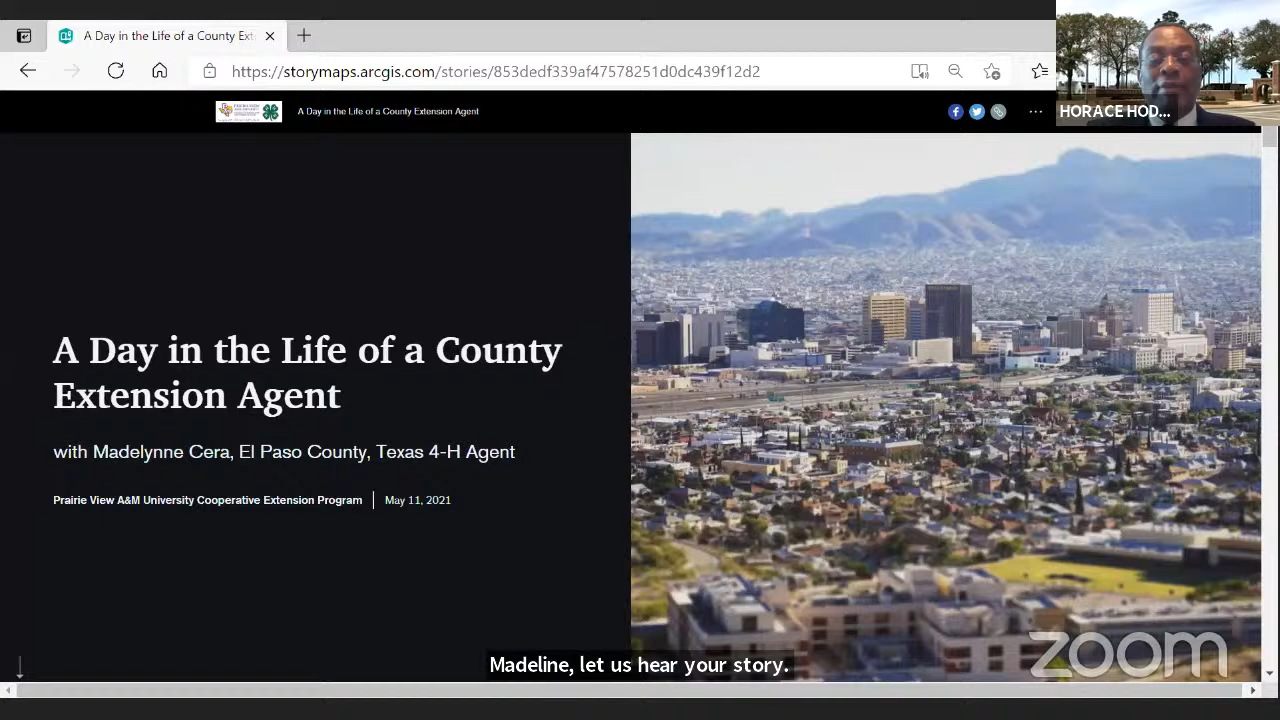 A Day in the Life of a County Ext
https://storymaps.arcgis.com/stories/853dedf339af47578251d0dc439f12d2
A Day in the Life of a County Extension Agent
HORACE HOD...
A Day in the Life of a County
Extension Agent
with Madelynne Cera, El Paso County, Texas 4-H Agent
Prairie View A&M University Cooperative Extension Program | May 11, 2021
Madeline, let us hear your story.
zoom